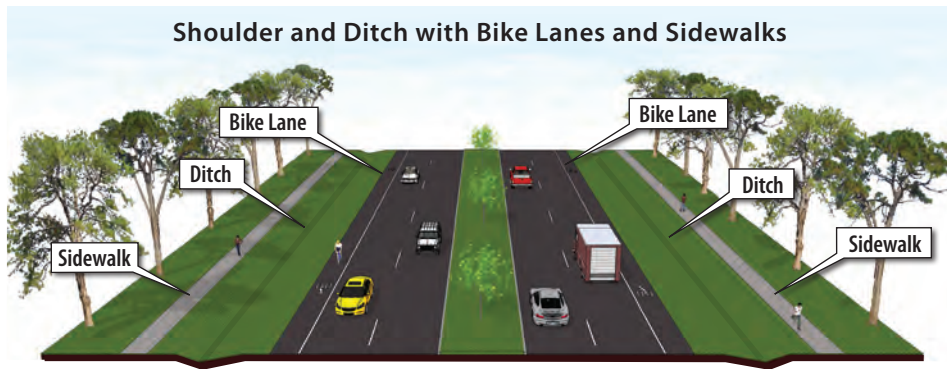 Shoulder and Ditch with Bike Lanes and Sidewalks
Bike Lane
Bike Lane
Ditch
Ditch
Sidewalk
Sidewalk